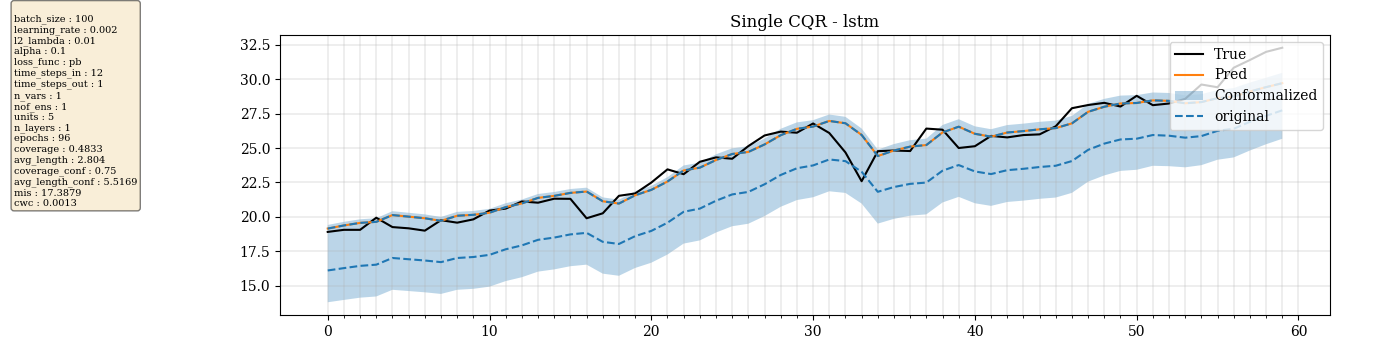 batch_size : 100
learning_rate : 0.002
l2_lambda : 0.01
alpha : 0.1
loss_func : pb
time_steps_in : 12
time_steps_out : 1
n_vars : 1
nof_ens : 1
units : 5
n_layers : 1
epochs : 96
coverage : 0.4833
avg_length : 2.804
coverage_conf : 0.75
avg_length_conf : 5.5169
mis : 17.3879
cwc : 0.0013
Single CQR - lstm
32.5
30.0
27.5
25.0
22.5
20.0
17.5
15.0
True
Pred
Conformalized
original
0 10 20 30 40 50 60